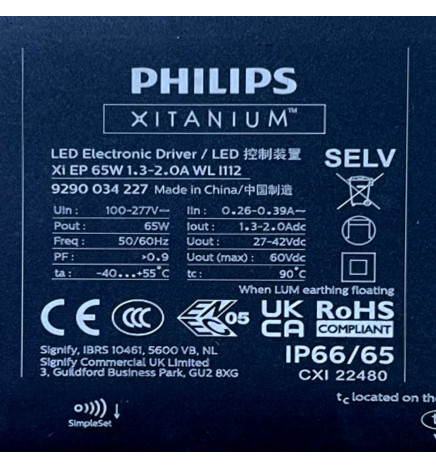 PHILIPS
XITANIUM™
LED Electronic Driver / LED 控制装置
Xi EP 65W 1.3-2.0A WL I112
9290 034 227 Made in China/中国制造
SELV
UIn : 100-277V~ IIn : 0.26-0.39A~
Pout : 65W Iout : 1.3-2.0Adc
Freq : 50/60Hz Uout : 27-42Vdc
PF : >0.9 Uout (max) : 60Vdc
ta : -40...+55°C tc : 90°C
When LUM earthing floating
CE CCC ENEC 05 UK CA RoHS
COMPLIANT
Signify, IBRS 10461, 5600 VB, NL
Signify Commercial UK Limited
3, Guildford Business Park, GU2 8XG
IP66/65
CXI 22480
tc located on the
SimpleSet